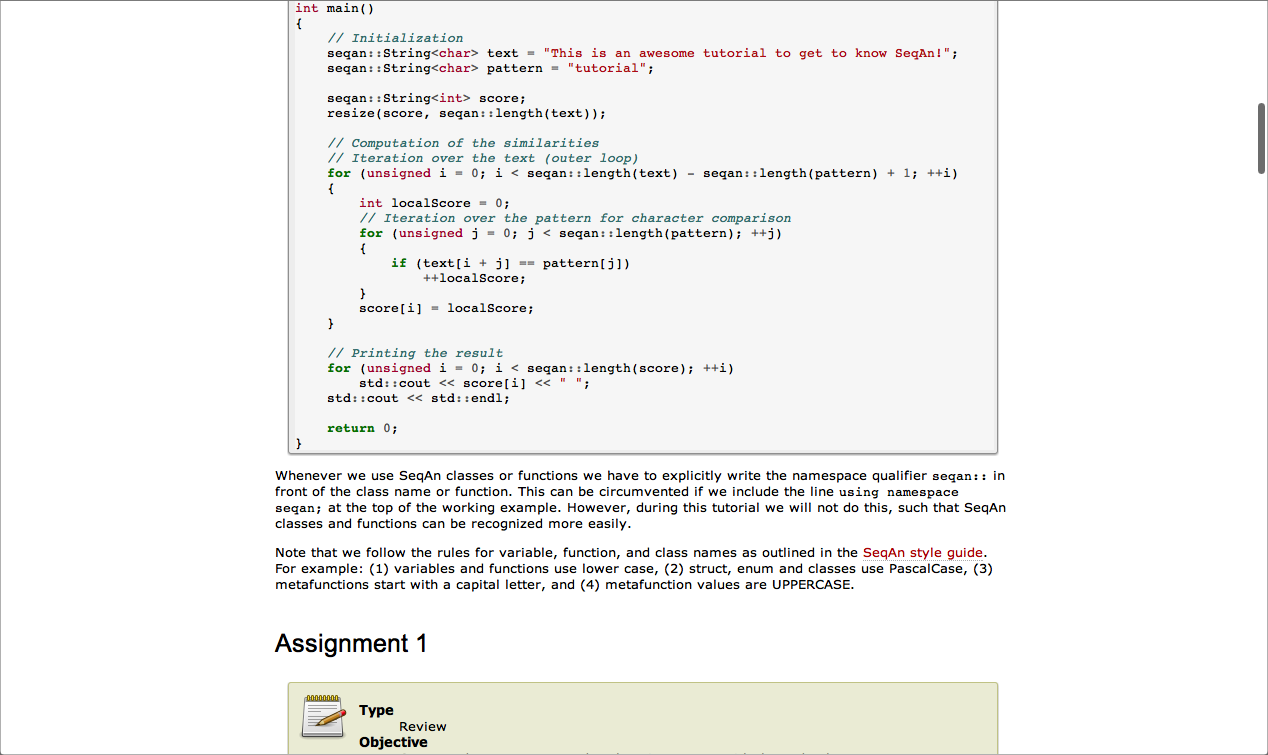 int main()
{
    // Initialization
    seqan::String<char> text = "This is an awesome tutorial to get to know SeqAn!";
    seqan::String<char> pattern = "tutorial";

    seqan::String<int> score;
    resize(score, seqan::length(text));

    // Computation of the similarities
    // Iteration over the text (outer loop)
    for (unsigned i = 0; i < seqan::length(text) - seqan::length(pattern) + 1; ++i)
    {
        int localScore = 0;
        // Iteration over the pattern for character comparison
        for (unsigned j = 0; j < seqan::length(pattern); ++j)
        {
            if (text[i + j] == pattern[j])
                ++localScore;
        }
        score[i] = localScore;
    }

    // Printing the result
    for (unsigned i = 0; i < seqan::length(score); ++i)
        std::cout << score[i] << " ";
    std::cout << std::endl;

    return 0;
}
Whenever we use SeqAn classes or functions we have to explicitly write the namespace qualifier seqan:: in
front of the class name or function. This can be circumvented if we include the line using namespace
seqan; at the top of the working example. However, during this tutorial we will not do this, such that SeqAn
classes and functions can be recognized more easily.
Note that we follow the rules for variable, function, and class names as outlined in the SeqAn style guide.
For example: (1) variables and functions use lower case, (2) struct, enum and classes use PascalCase, (3)
metafunctions start with a capital letter, and (4) metafunction values are UPPERCASE.
Assignment 1
Type
Review
Objective